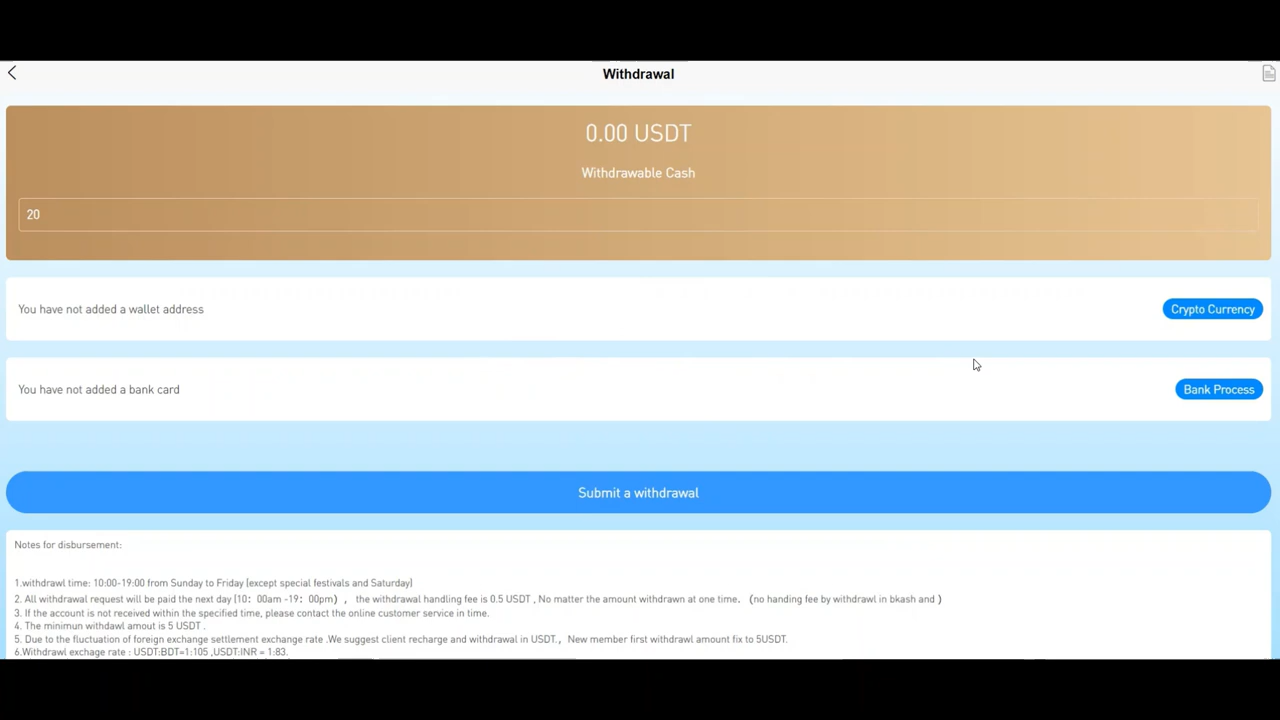 Withdrawal
0.00 USDT
Withdrawable Cash
20
You have not added a wallet address
Crypto Currency
You have not added a bank card
Bank Process
Submit a withdrawal
Notes for disbursement:
1.withdrawl time: 10:00-19:00 from Sunday to Friday [except special festivals and Saturday]
2. All withdrawal request will be paid the next day [10：00am -19：00pm] ， the withdrawal handling fee is 0.5 USDT , No matter the amount withdrawn at one time.（no handing fee by withdrawl in bkash and ）
3. If the account is not received within the specified time, please contact the online customer service in time.
4. The minimun withdawl amout is 5 USDT .
5. Due to the fluctuation of foreign exchange settlement exchange rate .We suggest client recharge and withdrawal in USDT.， New member first withdrawl amount fix to 5USDT.
6.Withdrawl exchage rate : USDT:BDT=1:105 ,USDT:INR = 1:83.